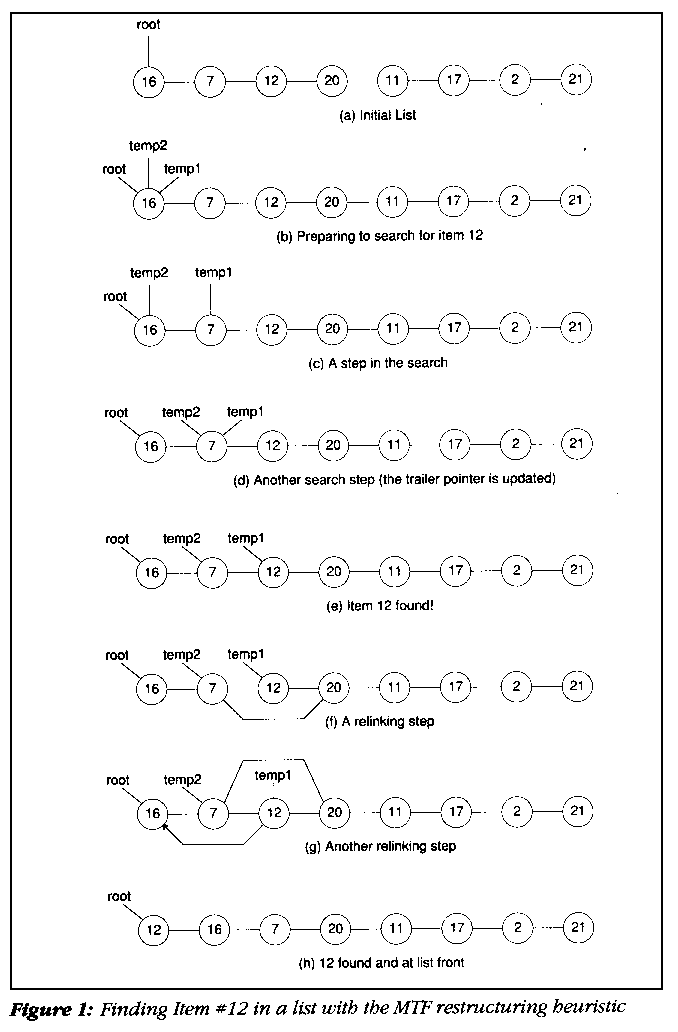 root
16 7 12 20 11 17 2 21
(a) Initial List
temp2
root temp1
16 7 12 20 11 17 2 21
(b) Preparing to search for item 12
temp2 temp1
root
16 7 12 20 11 17 2 21
(c) A step in the search
root temp2 temp1
16 7 12 20 11 17 2 21
(d) Another search step (the trailer pointer is updated)
root temp2 temp1
16 7 12 20 11 17 2 21
(e) Item 12 found!
root temp2 temp1
16 7 12 20 11 17 2 21
(f) A relinking step
temp1
root temp2
16 7 12 20 11 17 2 21
(g) Another relinking step
root
12 16 7 20 11 17 2 21
(h) 12 found and at list front
Figure 1: Finding Item #12 in a list with the MTF restructuring heuristic